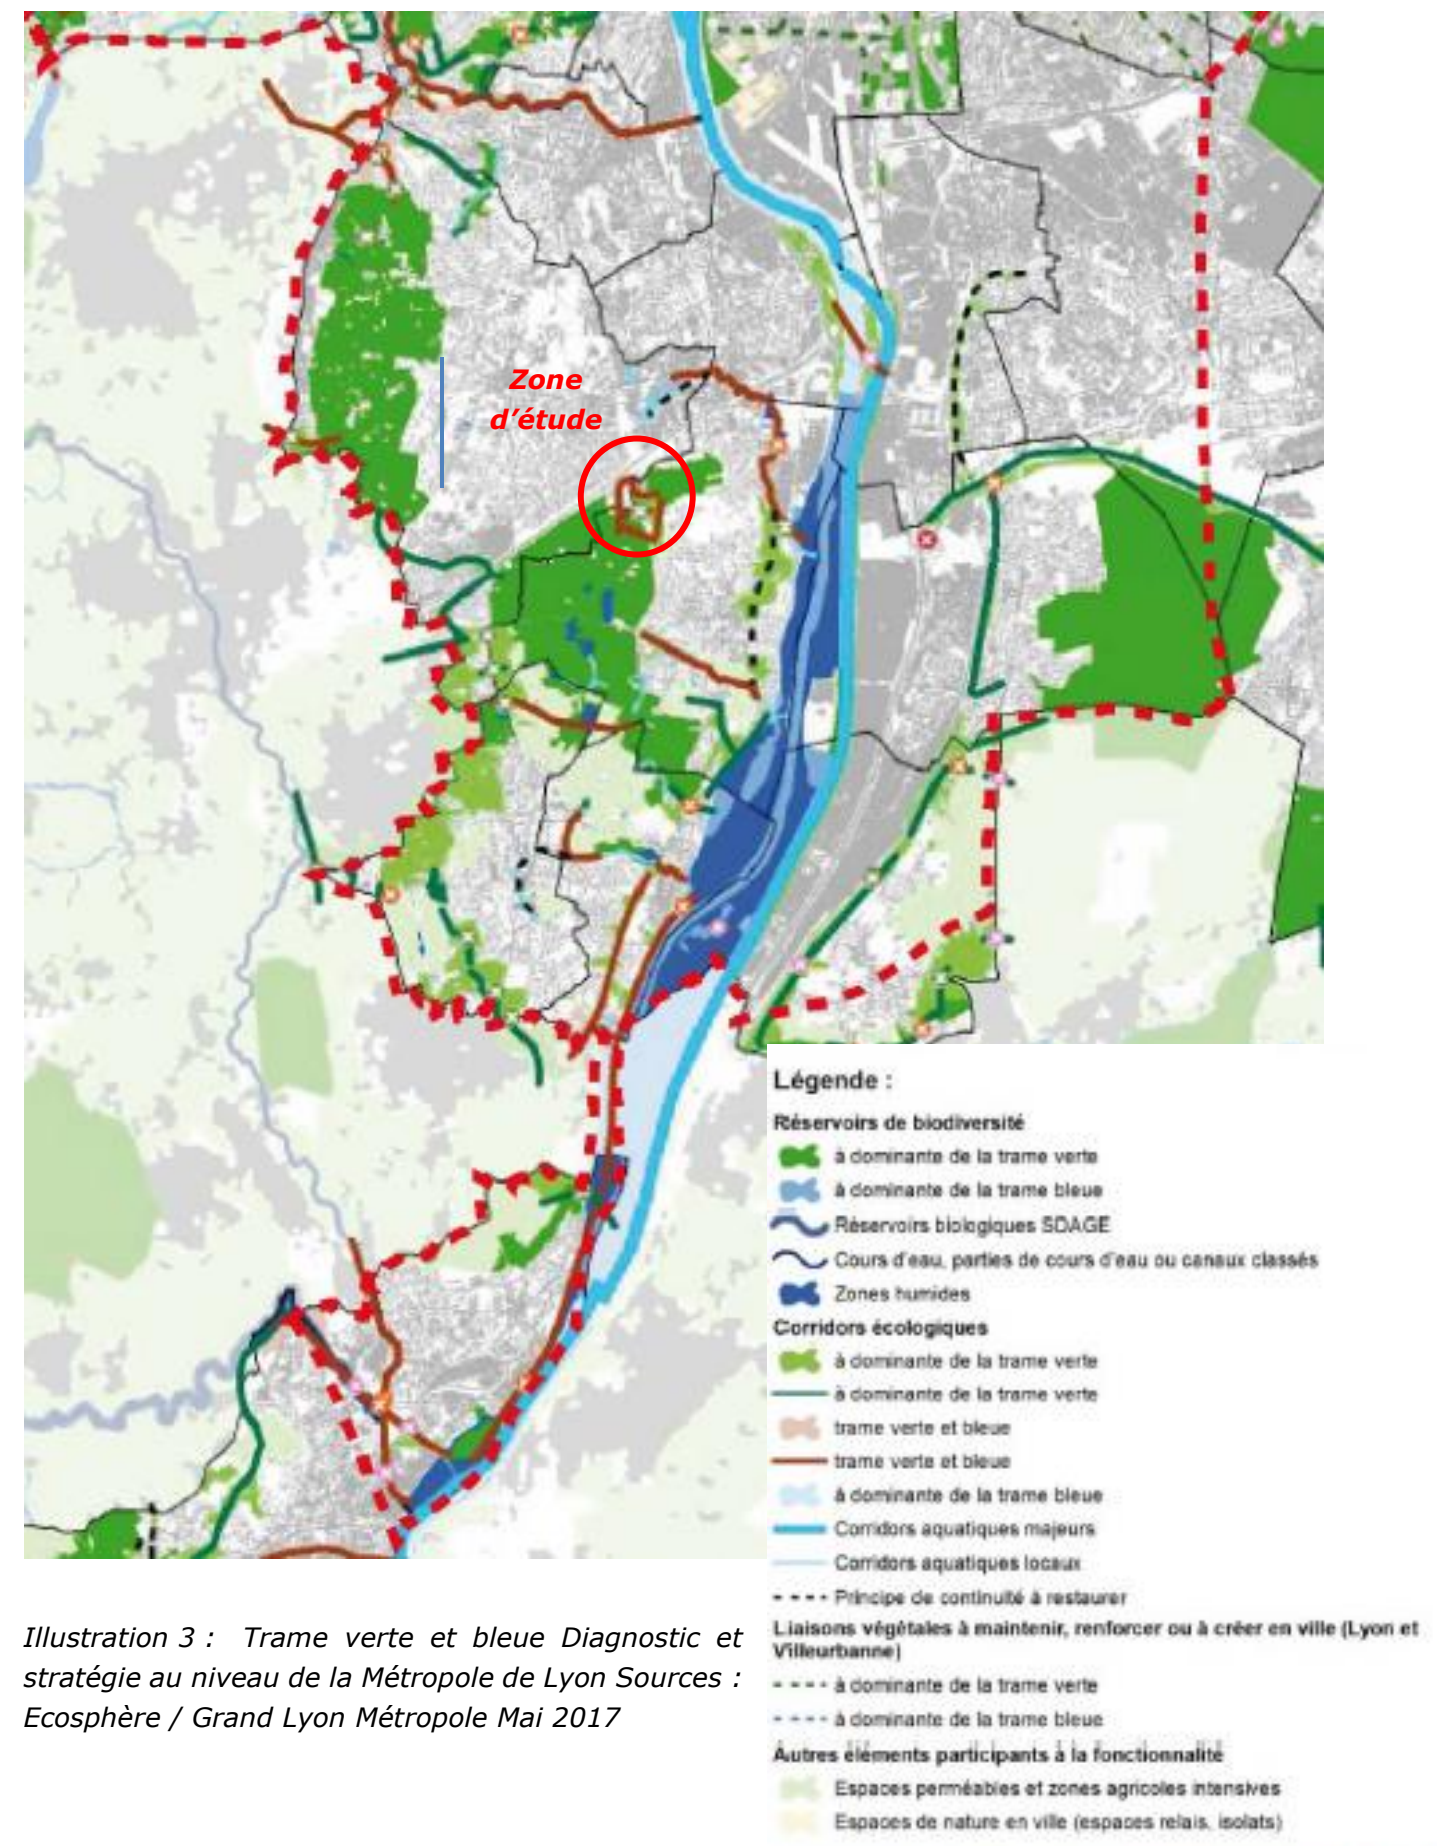 Zone
d'étude
Légende :
Réservoirs de biodiversité
à dominante de la trame verte
à dominante de la trame bleue
Réservoirs biologiques SDAGE
Cours d'eau, parties de cours d'eau ou canaux classés
Zones humides
Corridors écologiques
à dominante de la trame verte
à dominante de la trame verte
trame verte et bleue
trame verte et bleue
à dominante de la trame bleue
Corridors aquatiques majeurs
Corridors aquatiques locaux
Principe de continuité à restaurer
Liaisons végétales à maintenir, renforcer ou à créer en ville (Lyon et
Villeurbanne)
à dominante de la trame verte
à dominante de la trame bleue
Autres éléments participants à la fonctionnalité
Espaces perméables et zones agricoles intensives
Espaces de nature en ville (espaces relais, isolats)
Illustration 3 : Trame verte et bleue Diagnostic et
stratégie au niveau de la Métropole de Lyon Sources :
Ecosphère / Grand Lyon Métropole Mai 2017